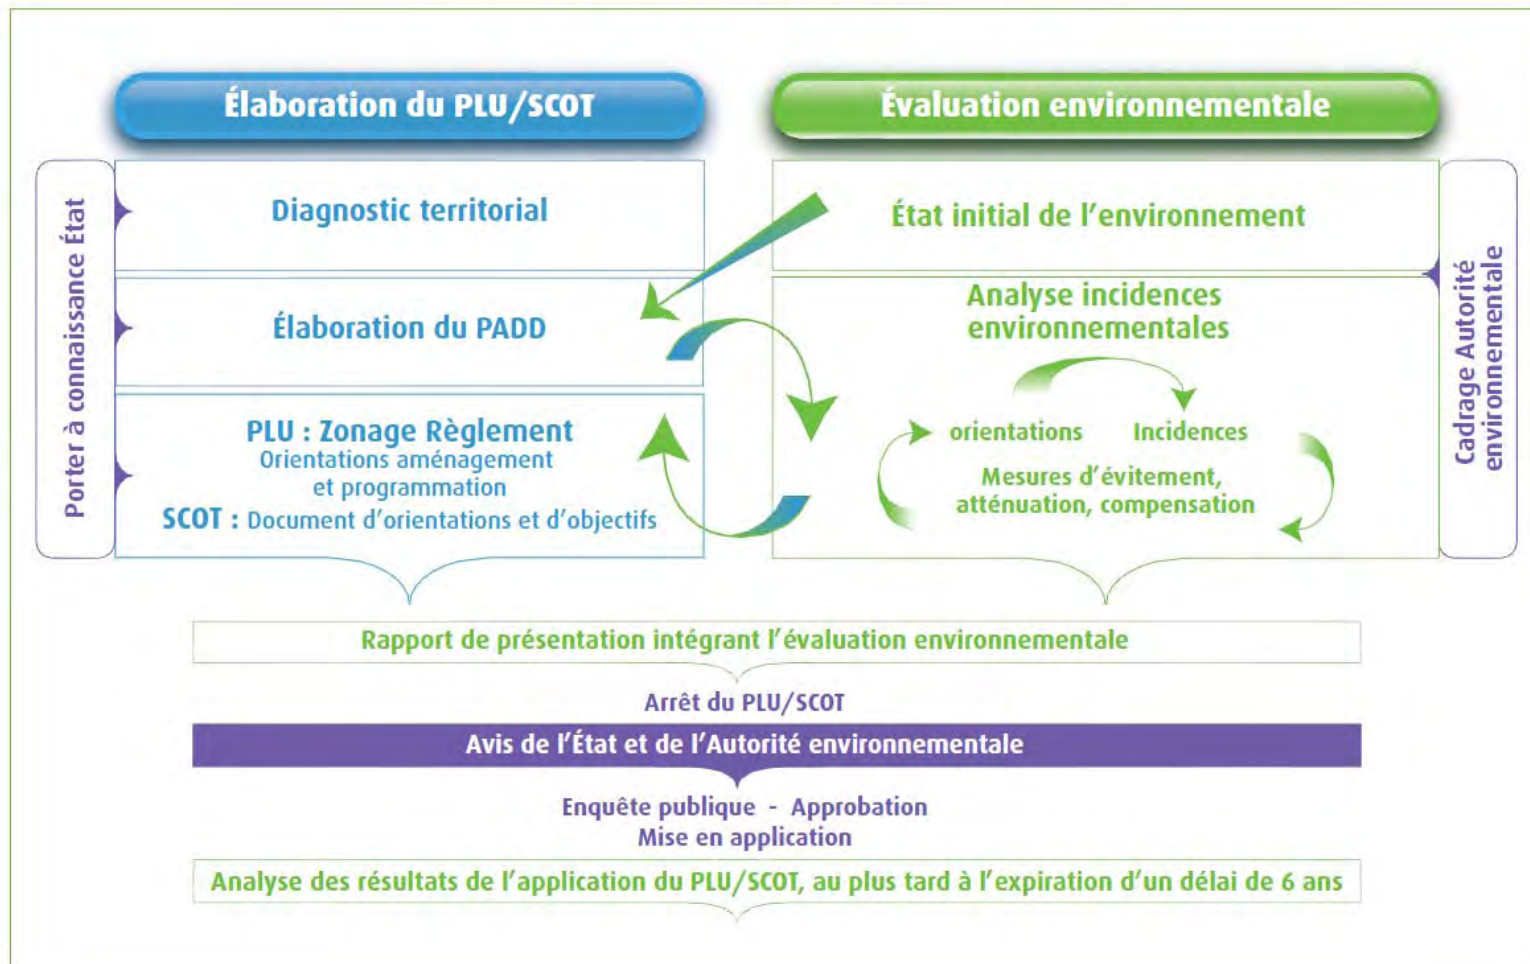 Élaboration du PLU/SCOT
Évaluation environnementale
Porter à connaissance État
Diagnostic territorial
État initial de l'environnement
Élaboration du PADD
Analyse incidences
environnementales
orientations
Incidences
Mesures d'évitement,
atténuation, compensation
PLU : Zonage Règlement
Orientations aménagement
et programmation
SCOT : Document d'orientations et d'objectifs
Cadrage Autorité
environnementale
Rapport de présentation intégrant l'évaluation environnementale
Arrêt du PLU/SCOT
Avis de l'État et de l'Autorité environnementale
Enquête publique - Approbation
Mise en application
Analyse des résultats de l'application du PLU/SCOT, au plus tard à l'expiration d'un délai de 6 ans